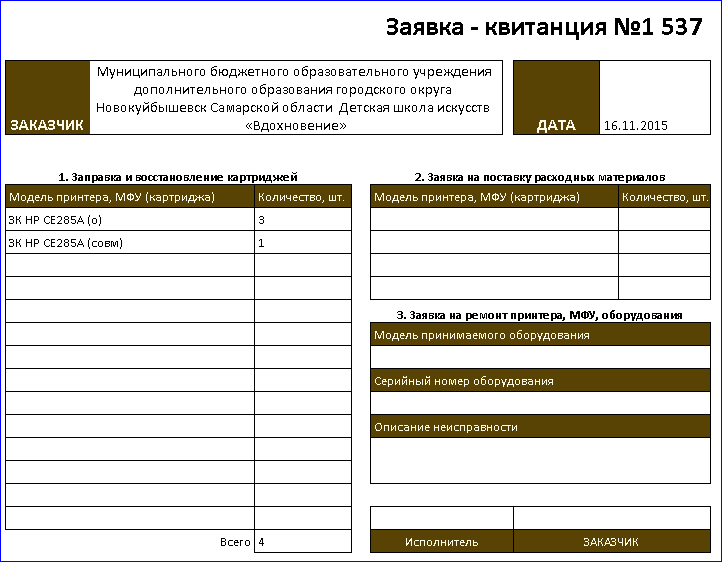 Заявка - квитанция №1 537
ЗАКАЗЧИК
Муниципального бюджетного образовательного учреждения
дополнительного образования городского округа
Новокуйбышевск Самарской области Детская школа искусств
«Вдохновение»
ДАТА
16.11.2015
1. Заправка и восстановление картриджей
Модель принтера, МФУ (картриджа) Количество, шт.
ЗК HP CE285A (о) 3
ЗК HP CE285A (совм) 1
Всего 4
2. Заявка на поставку расходных материалов
Модель принтера, МФУ (картриджа) Количество, шт.
3. Заявка на ремонт принтера, МФУ, оборудования
Модель принимаемого оборудования
Серийный номер оборудования
Описание неисправности
Исполнитель ЗАКАЗЧИК